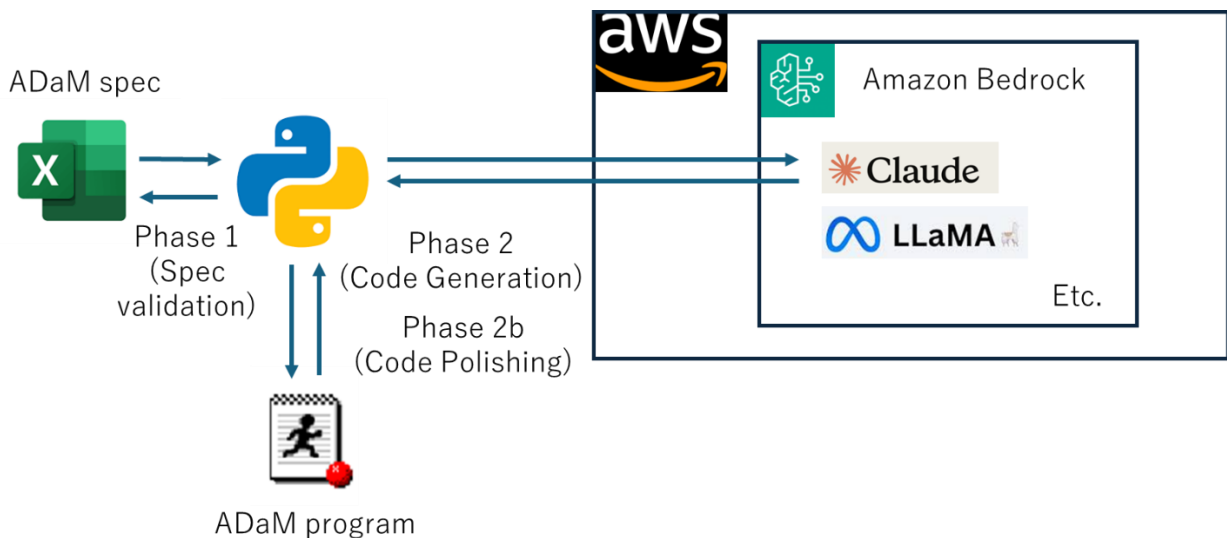 aws
ADaM spec
Amazon Bedrock
X
Claude
Phase 1
(Spec
validation)
Phase 2
(Code Generation)
LLaMA
Etc.
Phase 2b
(Code Polishing)
ADaM program